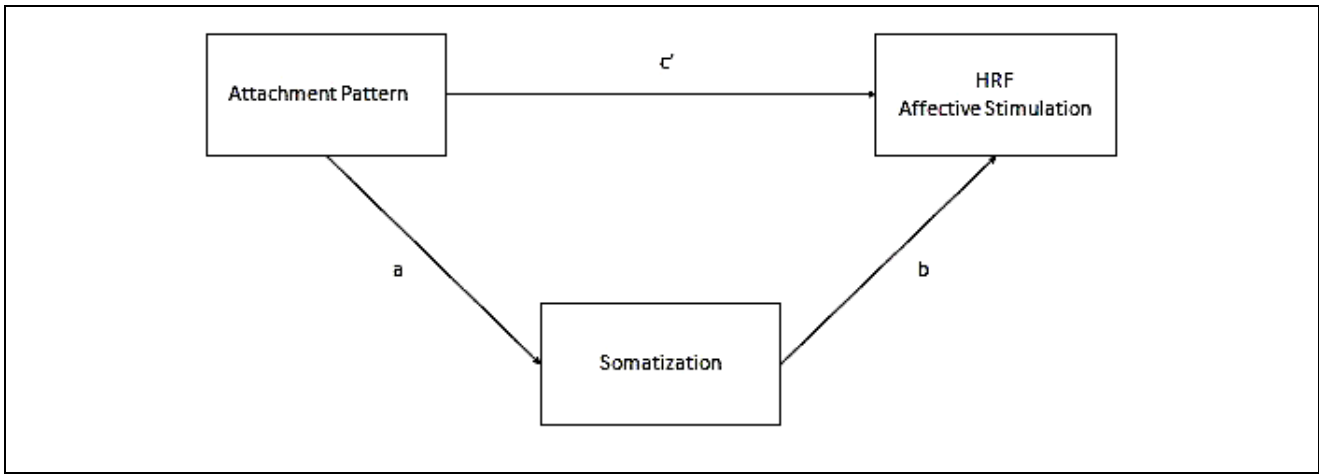 c'
Attachment Pattern
HRF
Affective Stimulation
a
b
Somatization